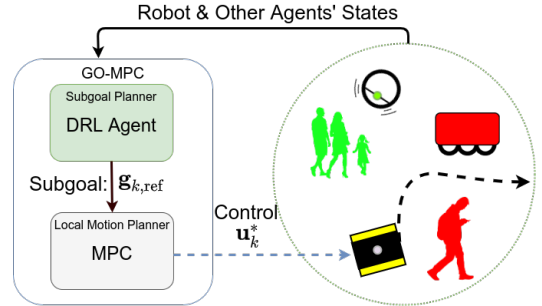 Robot & Other Agents' States
GO-MPC
Subgoal Planner
DRL Agent
Subgoal: g_{k,ref}
Local Motion Planner
MPC
Control
u_k^*